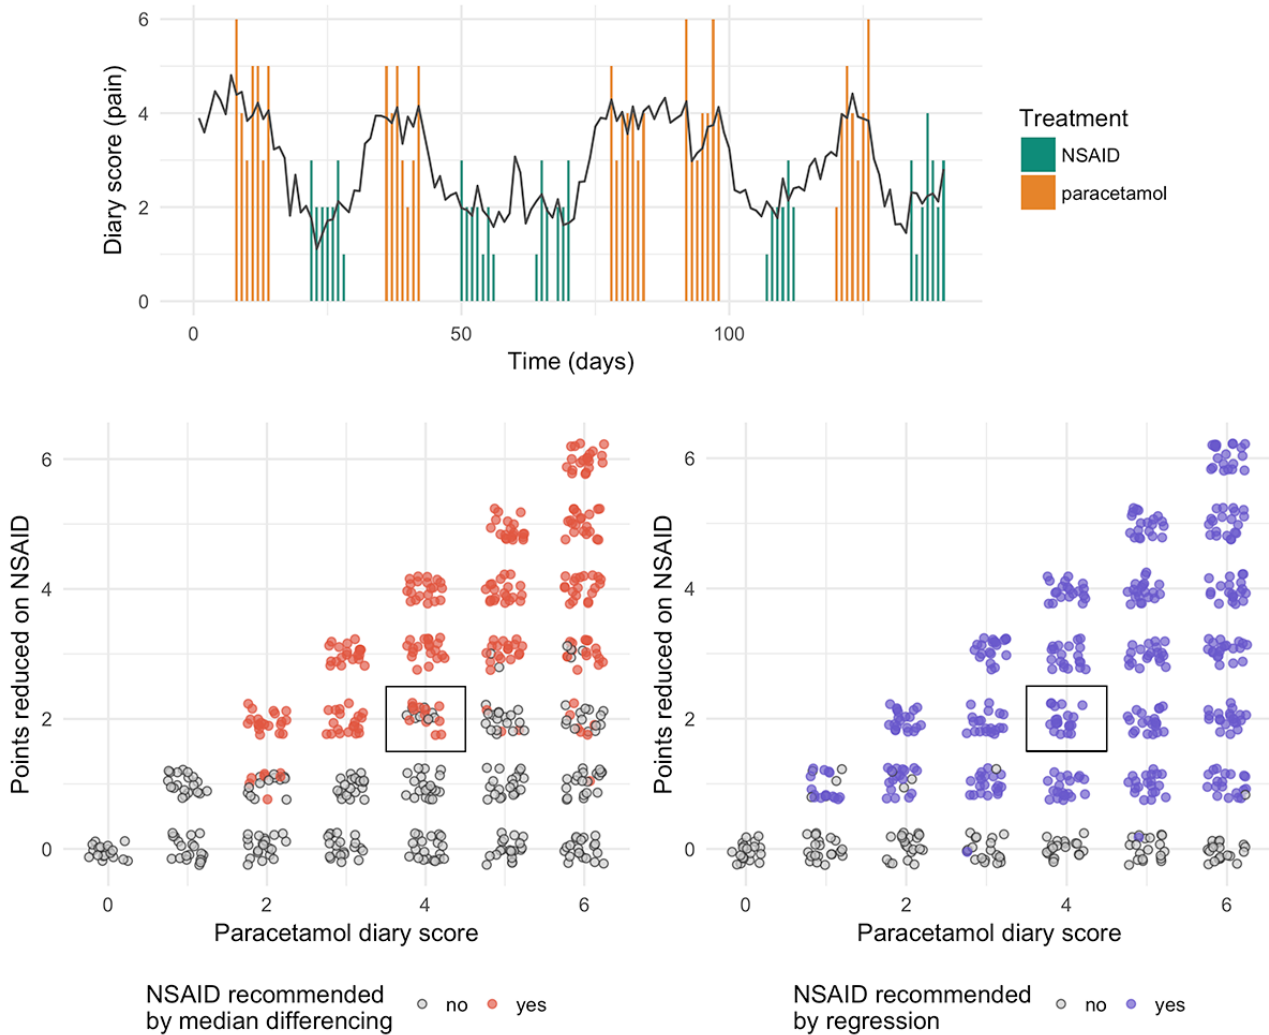 6
4
2
0
Diary score (pain)
0 50 100
Time (days)
Treatment
NSAID
paracetamol
6
4
2
0
Points reduced on NSAID
0 2 4 6
Paracetamol diary score
NSAID recommended
by median differencing
no yes
6
4
2
0
Points reduced on NSAID
0 2 4 6
Paracetamol diary score
NSAID recommended
by regression
no yes